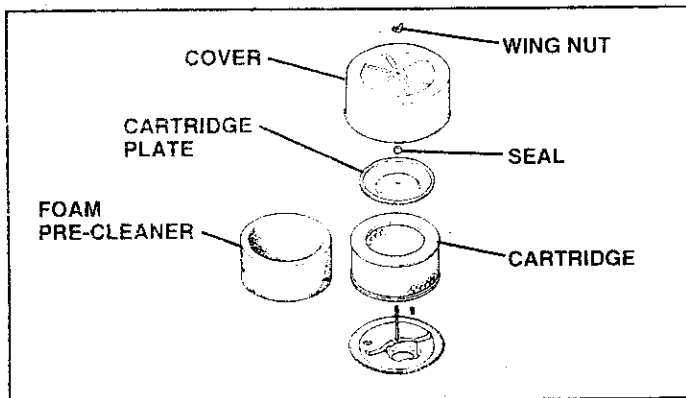 WING NUT
COVER
CARTRIDGE
PLATE
SEAL
FOAM
PRE-CLEANER
CARTRIDGE